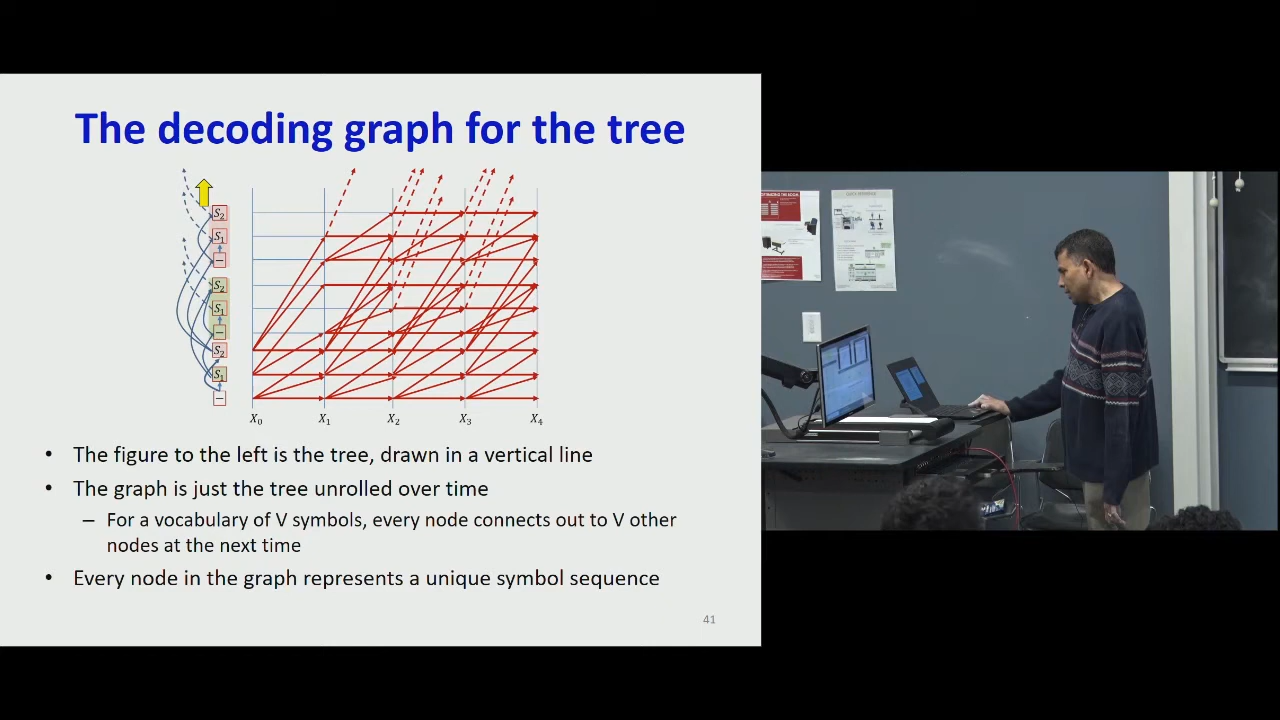 The decoding graph for the tree
S₂
S₁
–
S₂
S₁
–
S₂
S₁
–
X₀ X₁ X₂ X₃ X₄
• The figure to the left is the tree, drawn in a vertical line
• The graph is just the tree unrolled over time
– For a vocabulary of V symbols, every node connects out to V other
nodes at the next time
• Every node in the graph represents a unique symbol sequence
41